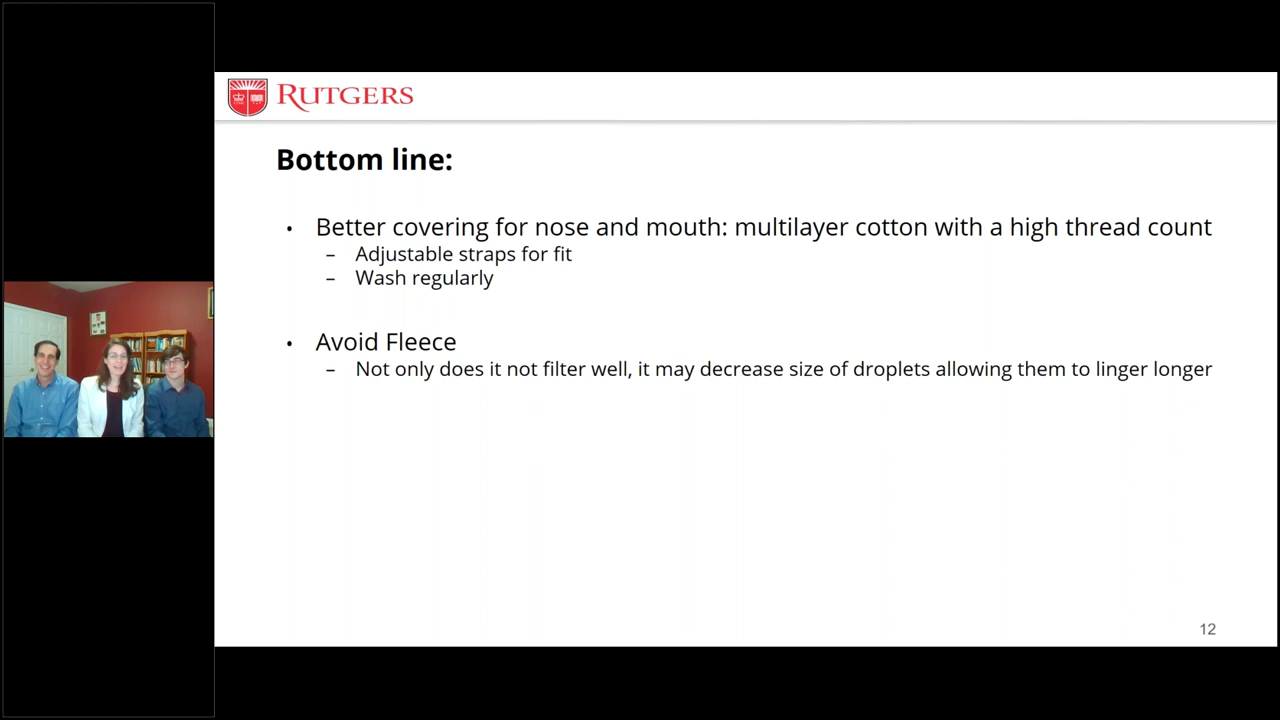 RUTGERS
Bottom line:
• Better covering for nose and mouth: multilayer cotton with a high thread count
– Adjustable straps for fit
– Wash regularly
• Avoid Fleece
– Not only does it not filter well, it may decrease size of droplets allowing them to linger longer
12